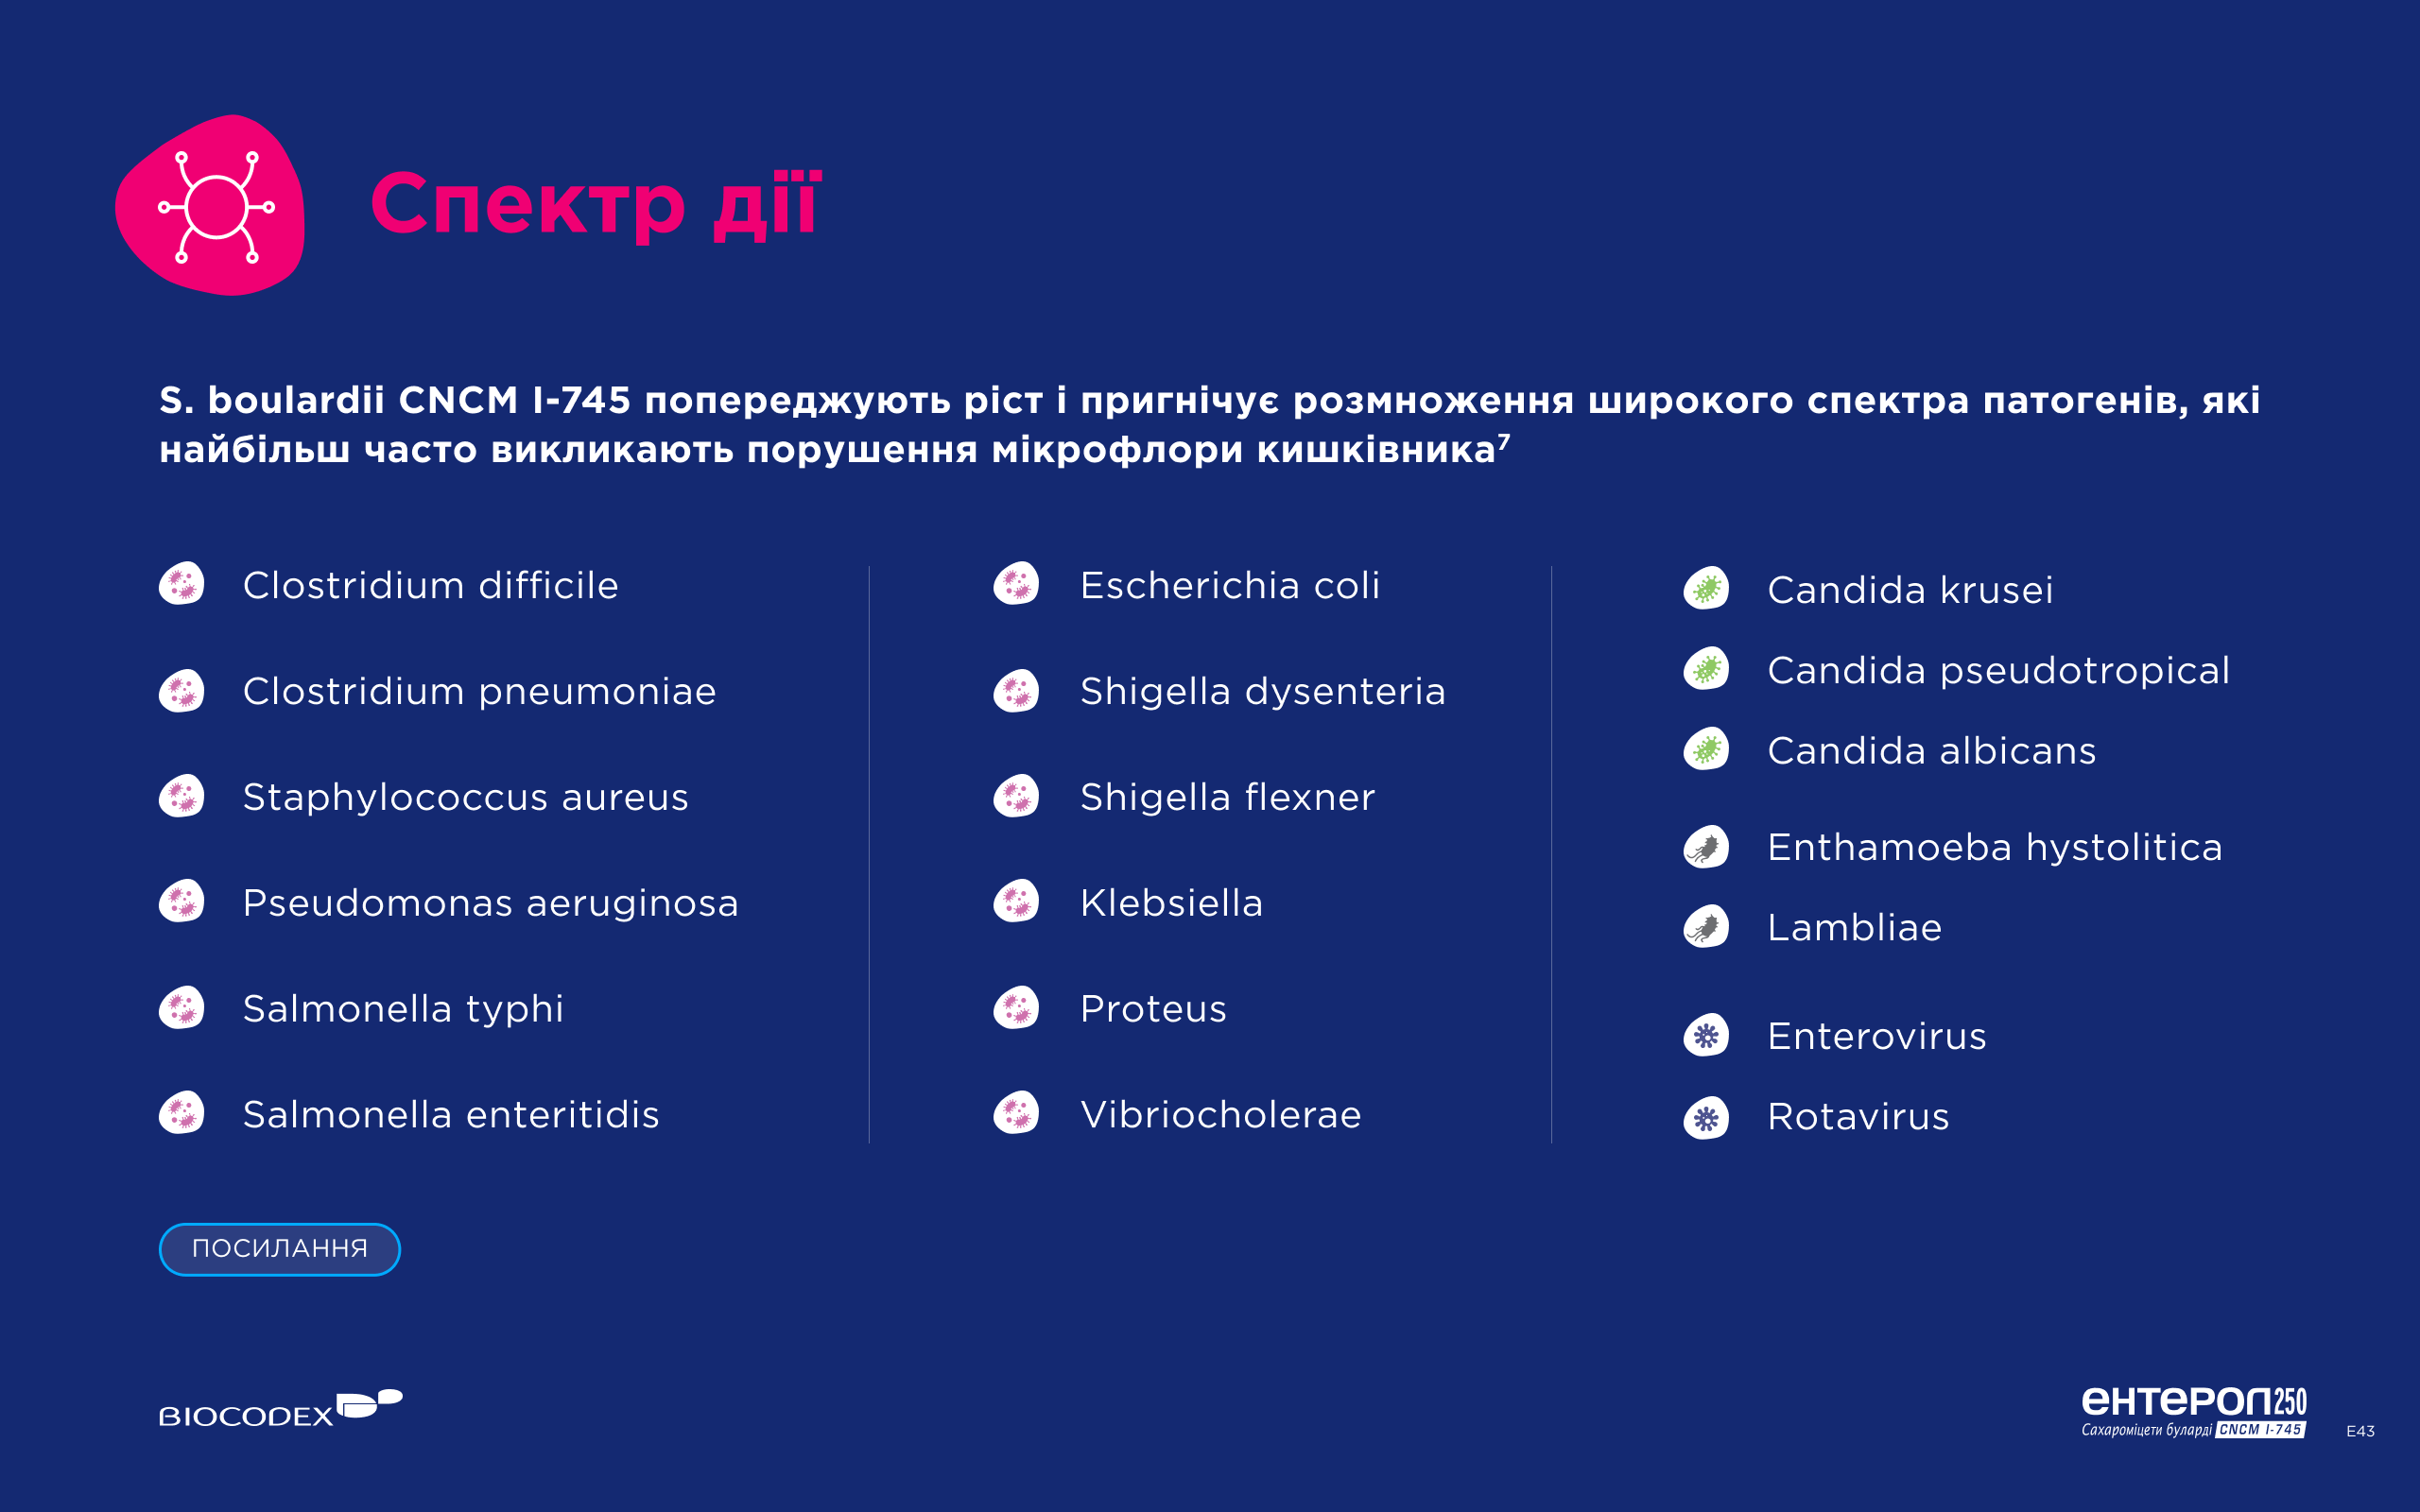 Спектр дії
S. boulardii CNCM I-745 попереджують ріст і пригнічує розмноження широкого спектра патогенів, які
найбільш часто викликають порушення мікрофлори кишківника⁷
Clostridium difficile
Clostridium pneumoniae
Staphylococcus aureus
Pseudomonas aeruginosa
Salmonella typhi
Salmonella enteritidis
Escherichia coli
Shigella dysenteria
Shigella flexner
Klebsiella
Proteus
Vibriocholerae
Candida krusei
Candida pseudotropical
Candida albicans
Enthamoeba hystolitica
Lambliae
Enterovirus
Rotavirus
ПОСИЛАННЯ
BIOCODEX
ентерол250
Сахароміцети буларді CNCM I-745
E43